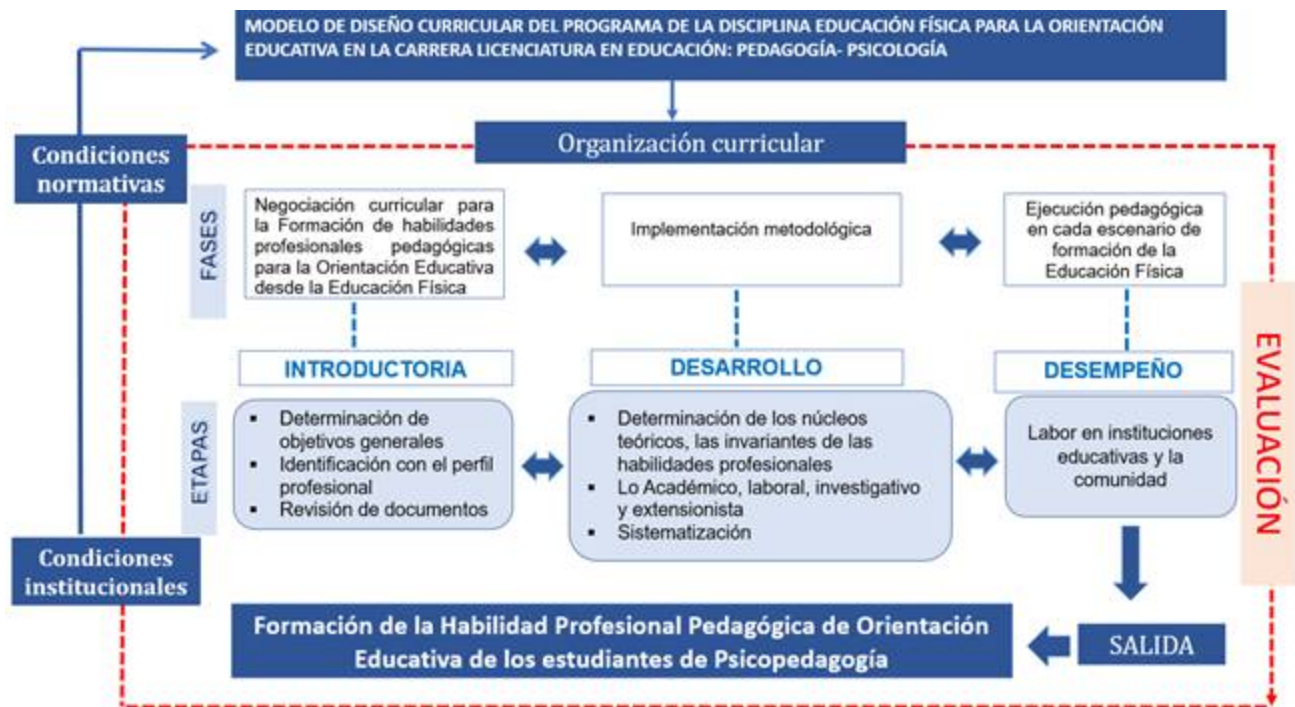 MODELO DE DISEÑO CURRICULAR DEL PROGRAMA DE LA DISCIPLINA EDUCACIÓN FÍSICA PARA LA ORIENTACIÓN
EDUCATIVA EN LA CARRERA LICENCIATURA EN EDUCACIÓN: PEDAGOGÍA- PSICOLOGÍA
Organización curricular
Condiciones
normativas
FASES
Negociación curricular para
la Formación de habilidades
profesionales pedagógicas
para la Orientación Educativa
desde la Educación Física
Implementación metodológica
Ejecución pedagógica
en cada escenario de
formación de la
Educación Física
INTRODUCTORIA
DESARROLLO
DESEMPEÑO
ETAPAS
▪ Determinación de
objetivos generales
▪ Identificación con el perfil
profesional
▪ Revisión de documentos
▪ Determinación de los núcleos
teóricos, las invariantes de las
habilidades profesionales
▪ Lo Académico, laboral, investigativo
y extensionista
▪ Sistematización
Labor en instituciones
educativas y la
comunidad
EVALUACIÓN
Condiciones
institucionales
Formación de la Habilidad Profesional Pedagógica de Orientación
Educativa de los estudiantes de Psicopedagogía
SALIDA